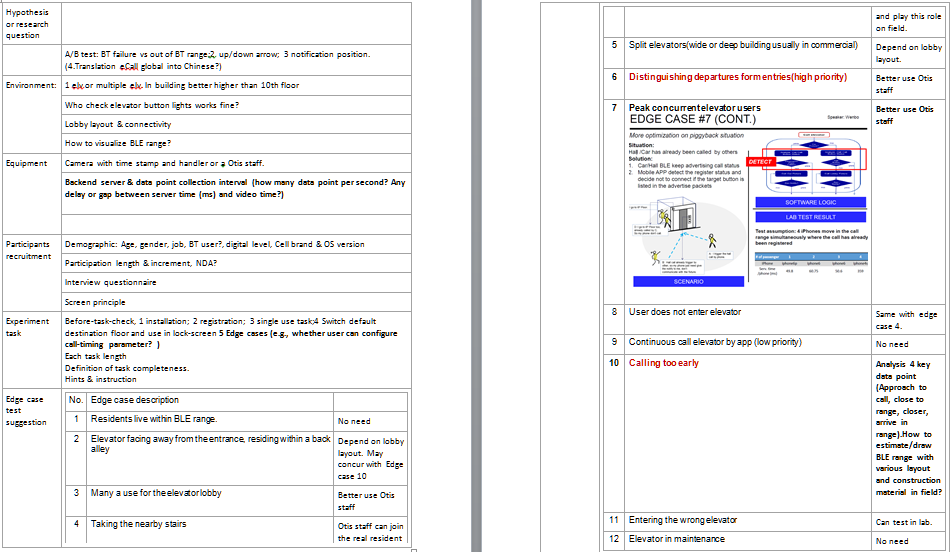 Hypothesis
or research
question
A/B test: BT failure vs out of BT range;2, up/down arrow; 3 notification position.
(4.Translation eCall global into Chinese?)
Environment:
1 elv.or multiple elv. In building better higher than 10th floor
Who check elevator button lights works fine?
Lobby layout & connectivity
How to visualize BLE range?
Equipment
Camera with time stamp and handler or a Otis staff.
Backend server & data point collection interval (how many data point per second? Any
delay or gap between server time (ms) and video time?)
Participants
recruitment
Demographic: Age, gender, job, BT user?, digital level, Cell brand & OS version
Participation length & increment, NDA?
Interview questionnaire
Screen principle
Experiment
task
Before-task-check, 1 installation; 2 registration; 3 single use task;4 Switch default
destination floor and use in lock-screen 5 Edge cases (e.g., whether user can configure
call-timing parameter? )
Each task length
Definition of task completeness.
Hints & instruction
Edge case
test
suggestion
No. Edge case description
1 Residents live within BLE range.
No need
2 Elevator facing away from the entrance, residing within a back
alley
Depend on lobby
layout. May
concur with Edge
case 10
3 Many a use for the elevator lobby
Better use Otis
staff
4 Taking the nearby stairs
Otis staff can join
the real resident
and play this role
on field.
5 Split elevators(wide or deep building usually in commercial)
Depend on lobby
layout.
6 Distinguishing departures form entries(high priority)
Better use Otis
staff
7 Peak concurrent elevator users
Better use Otis
staff
EDGE CASE #7 (CONT.)
Speaker: Wenbo
More optimization on piggyback situation
Situation:
Hall /Car has already been called by others
Solution:
1. Car/Hall BLE keep advertising call status
2. Mobile APP detect the register status and
decide not to connect if the target button is
listed in the advertise packets
DETECT
SOFTWARE LOGIC
LAB TEST RESULT
Test assumption: 4 iPhones move in the call
range simultaneously where the call has already
been registered
# of passenger 1 2 3 4
SCENARIO
8 User does not enter elevator
Same with edge
case 4.
9 Continuous call elevator by app (low priority)
No need
10 Calling too early
Analysis 4 key
data point
(Approach to
call, close to
range, closer,
arrive in
range).How to
estimate/draw
BLE range with
various layout
and construction
material in field?
11 Entering the wrong elevator
Can test in lab.
12 Elevator in maintenance
No need